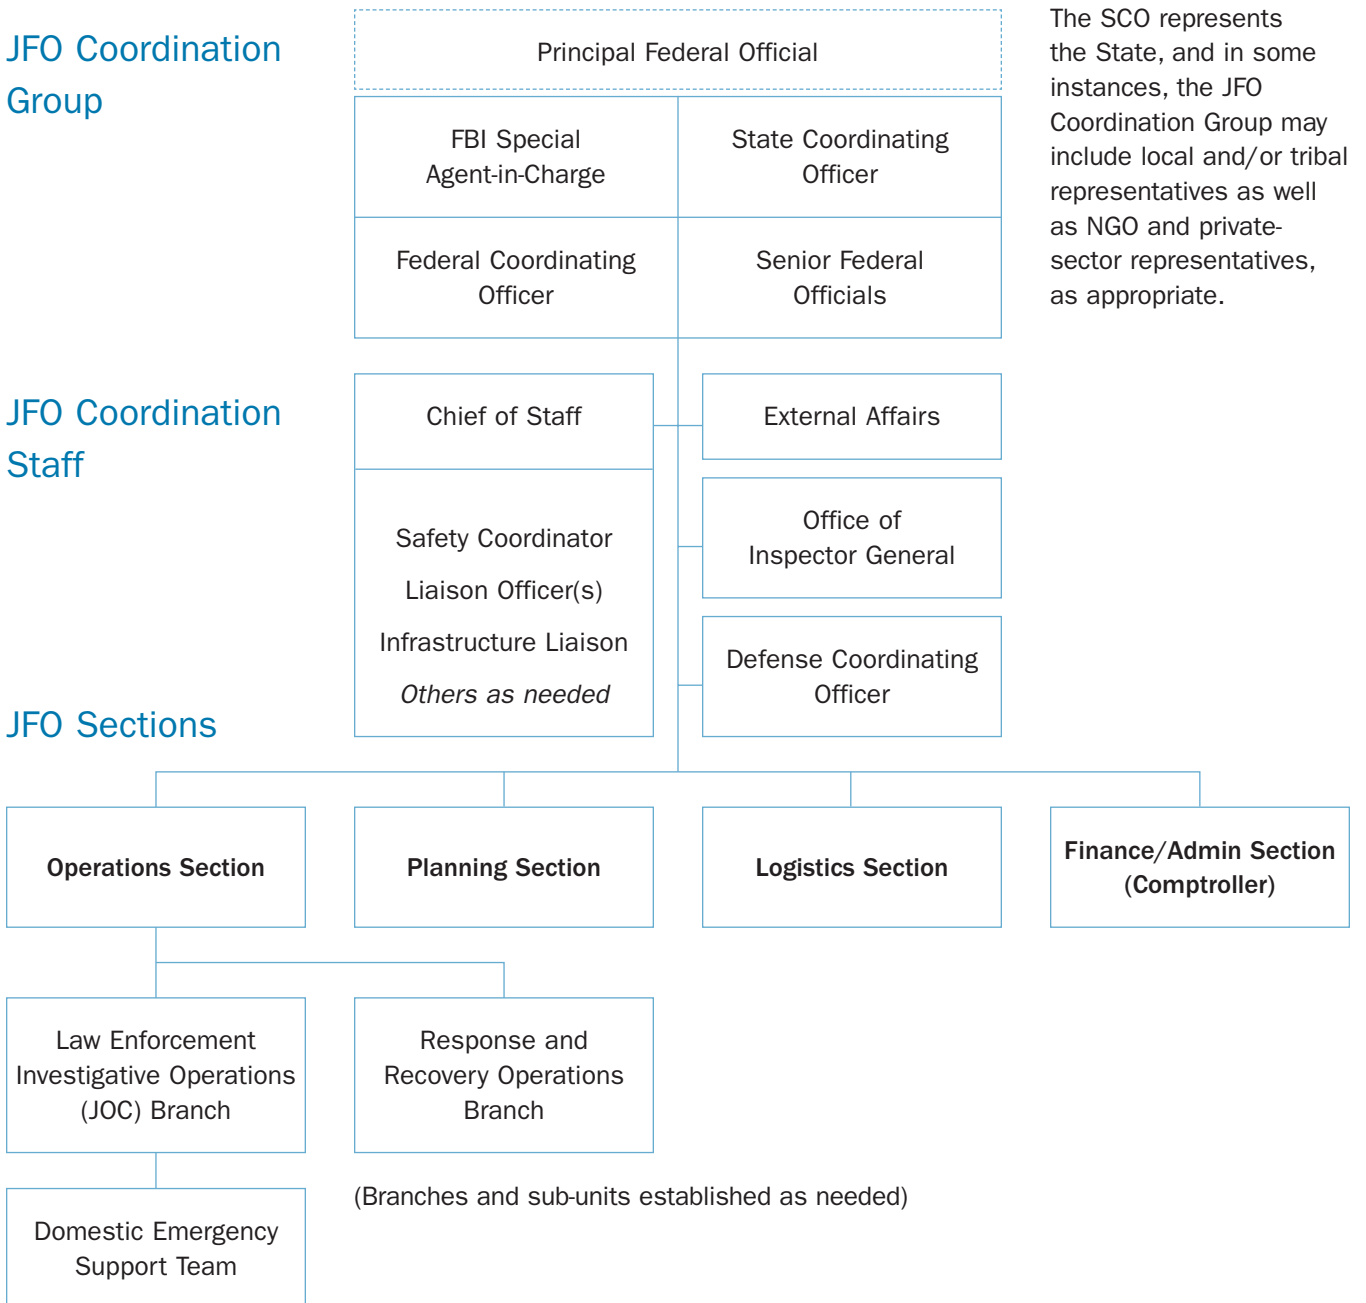 JFO Coordination
Group
Principal Federal Official
FBI Special
Agent-in-Charge
State Coordinating
Officer
Federal Coordinating
Officer
Senior Federal
Officials
The SCO represents
the State, and in some
instances, the JFO
Coordination Group may
include local and/or tribal
representatives as well
as NGO and private-
sector representatives,
as appropriate.
JFO Coordination
Staff
Chief of Staff
Safety Coordinator
Liaison Officer(s)
Infrastructure Liaison
Others as needed
External Affairs
Office of
Inspector General
Defense Coordinating
Officer
JFO Sections
Operations Section
Planning Section
Logistics Section
Finance/Admin Section
(Comptroller)
Law Enforcement
Investigative Operations
(JOC) Branch
Response and
Recovery Operations
Branch
(Branches and sub-units established as needed)
Domestic Emergency
Support Team